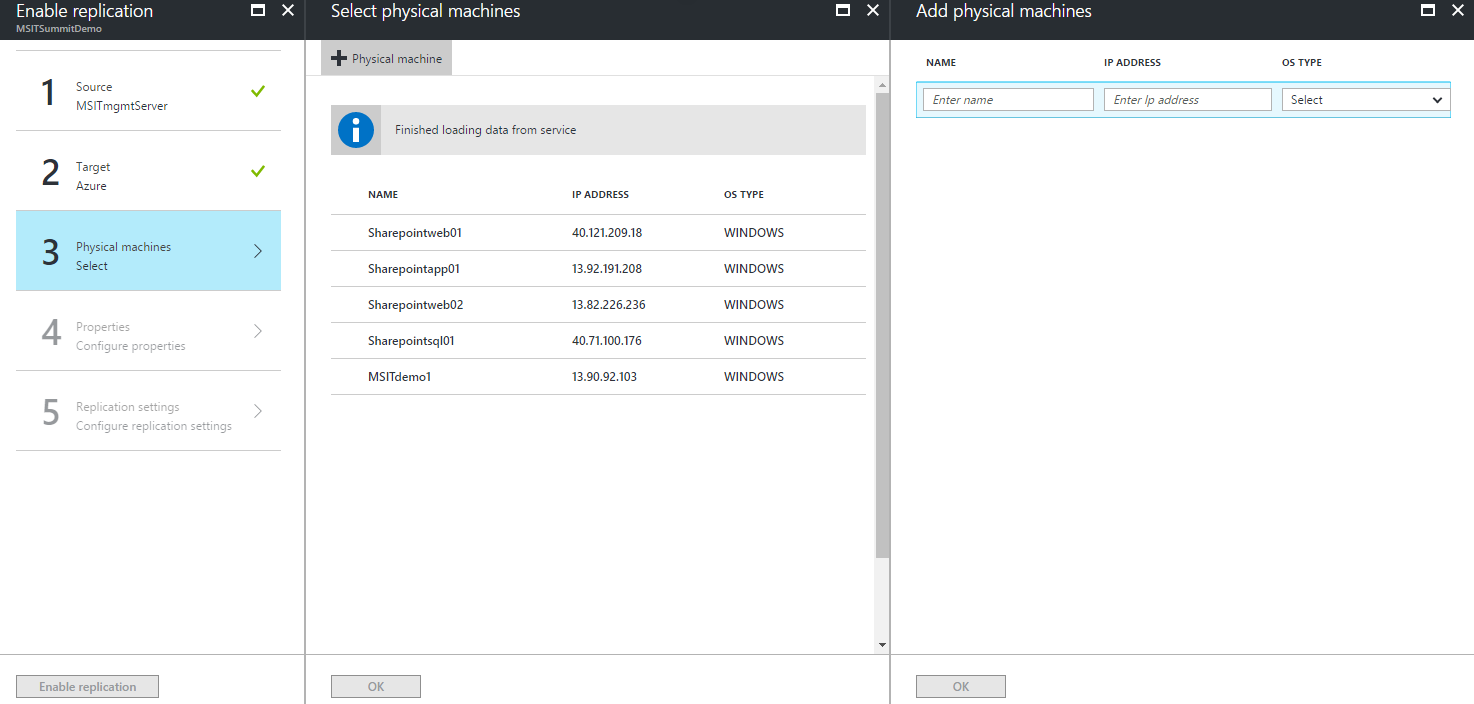 Enable replication
MSITSummitDemo
1
Source
MSITmgmtServer
2
Target
Azure
3
Physical machines
Select
4
Properties
Configure properties
5
Replication settings
Configure replication settings
Enable replication
Select physical machines
Physical machine
Finished loading data from service
NAME IP ADDRESS OS TYPE
Sharepointweb01 40.121.209.18 WINDOWS
Sharepointapp01 13.92.191.208 WINDOWS
Sharepointweb02 13.82.226.236 WINDOWS
Sharepointsql01 40.71.100.176 WINDOWS
MSITdemo1 13.90.92.103 WINDOWS
OK
Add physical machines
NAME IP ADDRESS OS TYPE
Enter name Enter Ip address Select
OK